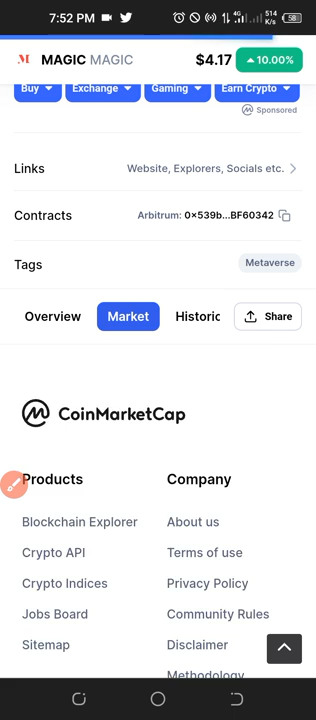 7:52 PM
4G
514
K/s
58
MAGIC MAGIC
$4.17
10.00%
Buy Exchange Gaming Earn Crypto
Sponsored
Links Website, Explorers, Socials etc.
Contracts Arbitrum: 0x539b...BF60342
Tags Metaverse
Overview Market Historic Share
CoinMarketCap
Products Company
Blockchain Explorer About us
Crypto API Terms of use
Crypto Indices Privacy Policy
Jobs Board Community Rules
Sitemap Disclaimer
Methodology